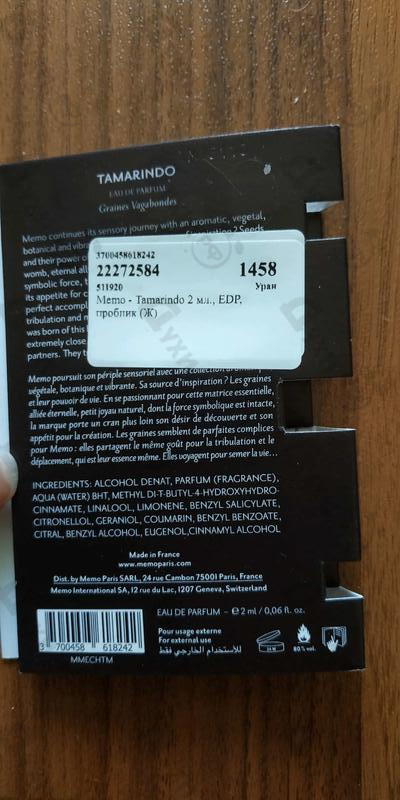 TAMARINDO
EAU DE PARFUM
Graines Vagabondes
Memo continues its sensory journey with an aromatic, vegetal,
botanical and inspiration? Seeds
and their power
womb, eternal all
symbolic force, t
its appetite for c
perfect accompl
tribulation and m
was born of this l
extremely close
partners. They t
3700458618242
22272584 1458
511920 Уран
Memo - Tamarindo 2 мл., EDP,
пробник (Ж)
Memo poursuit son périple sensoriel avec une collection
végétale, botanique et vibrante. Sa source d'inspiration ? Les graines
et leur pouvoir de vie. En se passionnant pour cette matrice essentielle,
alliée éternelle, petit joyau naturel, dont la force symbolique est intacte,
la marque porte un cran plus loin son désir de découverte et son
appétit pour la création. Les graines semblent de parfaites complices
pour Memo : elles partagent le même goût pour la tribulation et le
déplacement, qui est leur essence même. Elles voyagent pour semer la vie...
INGREDIENTS: ALCOHOL DENAT, PARFUM (FRAGRANCE),
AQUA (WATER) BHT, METHYL DI-T-BUTYL-4-HYDROXYHYDRO-
CINNAMATE, LINALOOL, LIMONENE, BENZYL SALICYLATE,
CITRONELLOL, GERANIOL, COUMARIN, BENZYL BENZOATE,
CITRAL, BENZYL ALCOHOL, EUGENOL,CINNAMYL ALCOHOL
Made in France
www.memoparis.com
Dist. by Memo Paris SARL, 24 rue Cambon 75001 Paris, France
Memo International SA, 12 rue du Lac, 1207 Geneva, Switzerland
EAU DE PARFUM – ℮ 2 ml / 0,06 fl. oz.
Pour usage externe
For external use
للاستخدام الخارجي فقط
24 M
80% vol.
3 700458 618242
MMECHTM